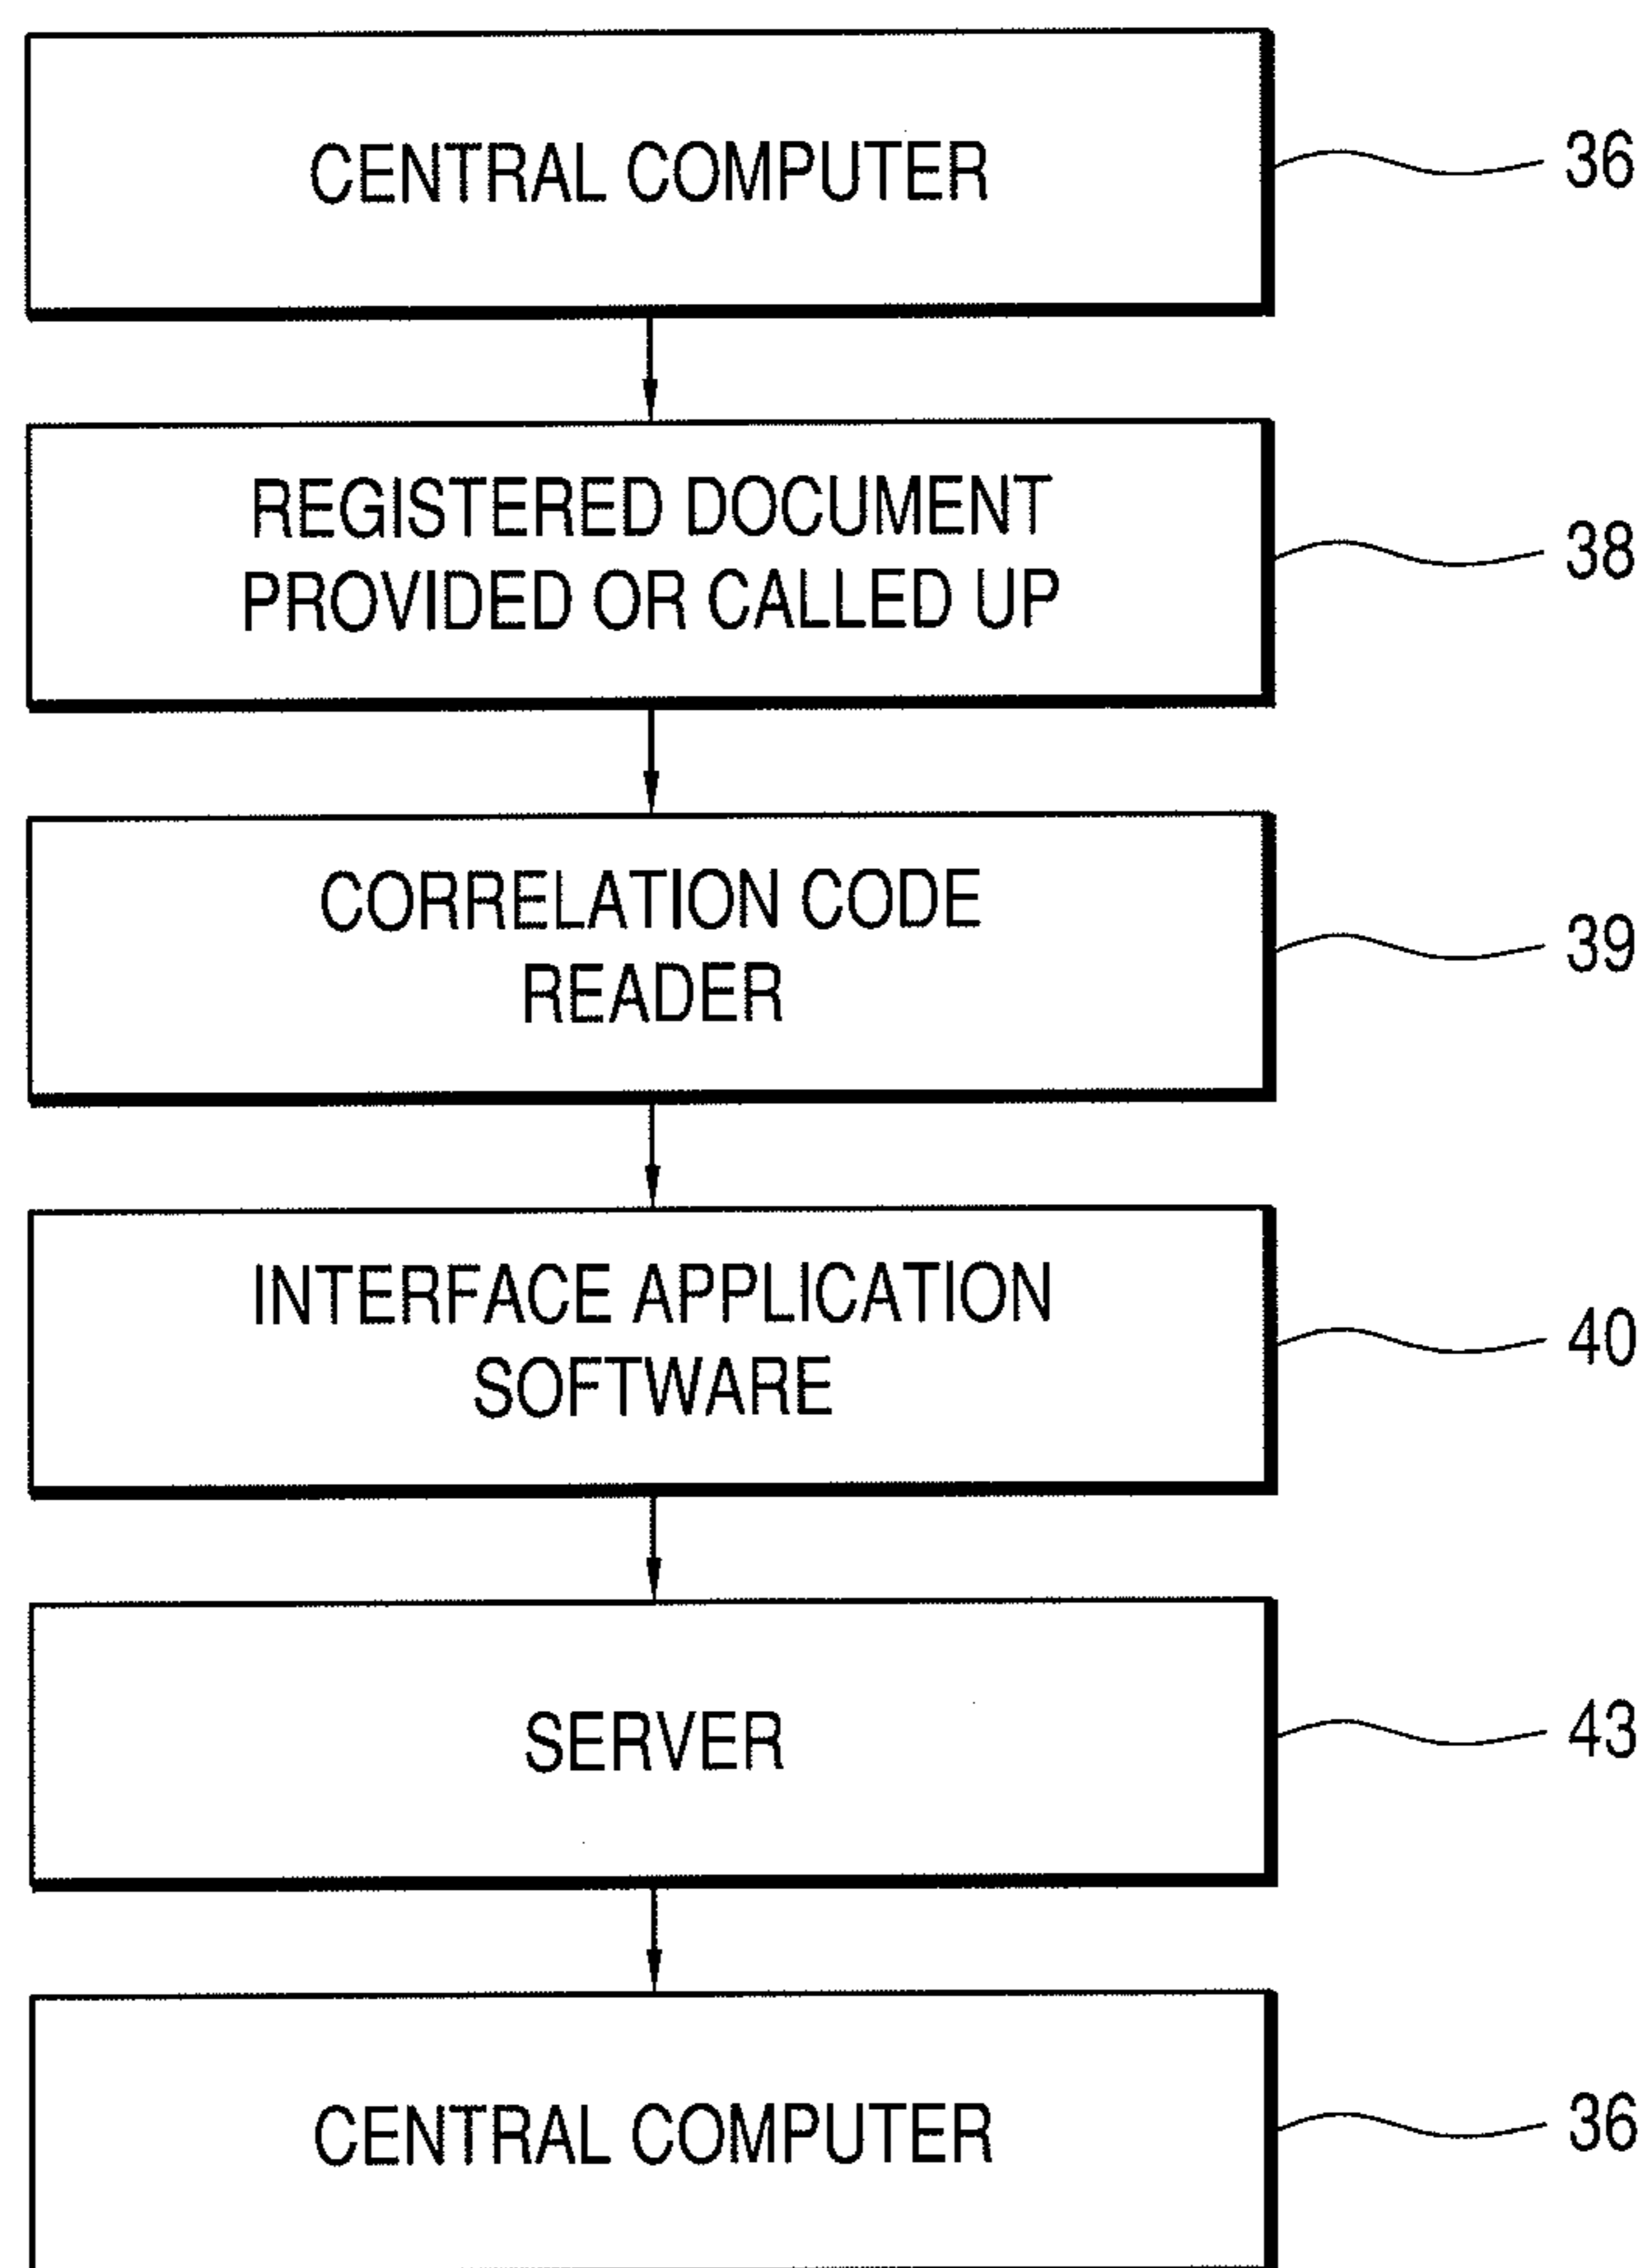 CENTRAL COMPUTER
36
REGISTERED DOCUMENT
PROVIDED OR CALLED UP
38
CORRELATION CODE
READER
39
INTERFACE APPLICATION
SOFTWARE
40
SERVER
43
CENTRAL COMPUTER
36